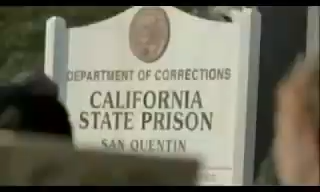 DEPARTMENT OF CORRECTIONS
CALIFORNIA
STATE PRISON
SAN QUENTIN